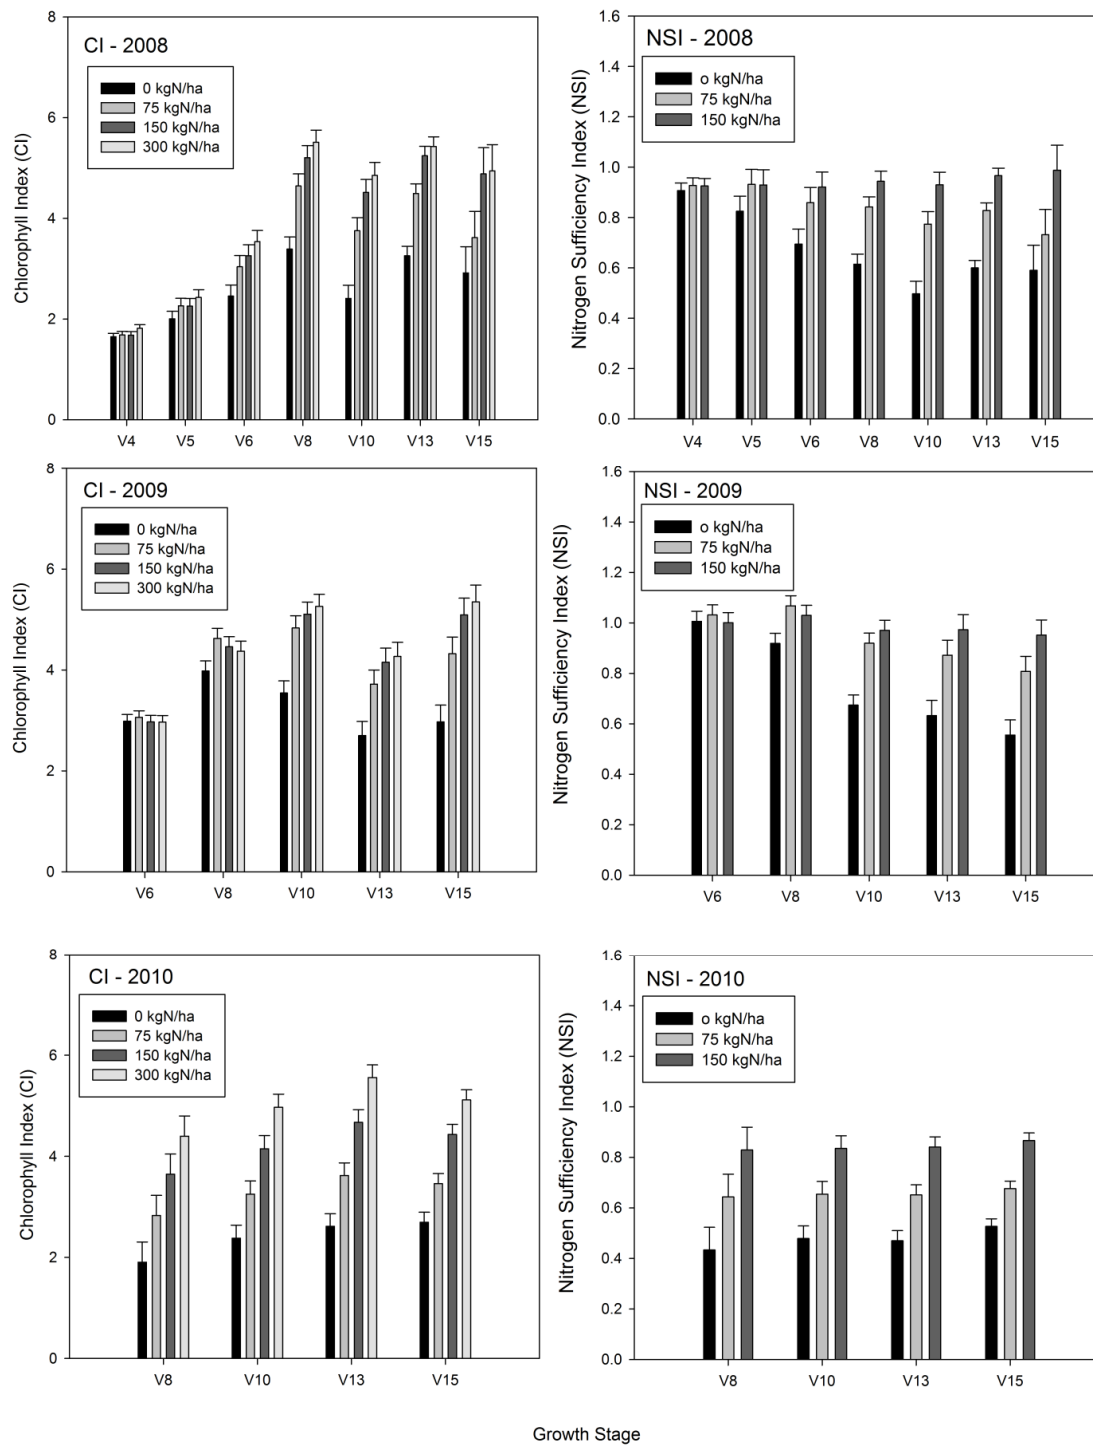 CI - 2008
0 kgN/ha
75 kgN/ha
150 kgN/ha
300 kgN/ha
Chlorophyll Index (CI)
8
6
4
2
0
V4 V5 V6 V8 V10 V13 V15
NSI - 2008
o kgN/ha
75 kgN/ha
150 kgN/ha
Nitrogen Sufficiency Index (NSI)
1.6
1.4
1.2
1.0
0.8
0.6
0.4
0.2
0.0
V4 V5 V6 V8 V10 V13 V15
CI - 2009
0 kgN/ha
75 kgN/ha
150 kgN/ha
300 kgN/ha
Chlorophyll Index (CI)
8
6
4
2
0
V6 V8 V10 V13 V15
NSI - 2009
o kgN/ha
75 kgN/ha
150 kgN/ha
Nitrogen Sufficiency Index (NSI)
1.6
1.4
1.2
1.0
0.8
0.6
0.4
0.2
0.0
V6 V8 V10 V13 V15
CI - 2010
0 kgN/ha
75 kgN/ha
150 kgN/ha
300 kgN/ha
Chlorophyll Index (CI)
8
6
4
2
0
V8 V10 V13 V15
NSI - 2010
o kgN/ha
75 kgN/ha
150 kgN/ha
Nitrogen Sufficiency Index (NSI)
1.6
1.4
1.2
1.0
0.8
0.6
0.4
0.2
0.0
V8 V10 V13 V15
Growth Stage